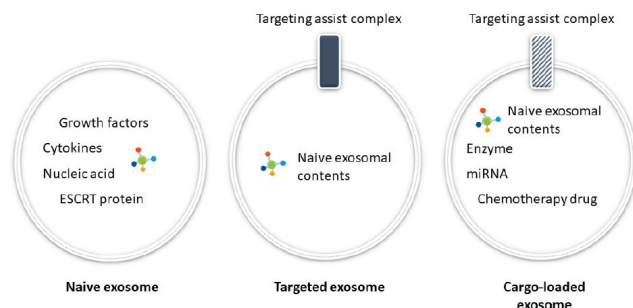 Targeting assist complex
Targeting assist complex
Growth factors
Cytokines
Nucleic acid
ESCRT protein
Naive exosomal
contents
Naive exosomal
contents
Enzyme
miRNA
Chemotherapy drug
Naive exosome
Targeted exosome
Cargo-loaded
exosome